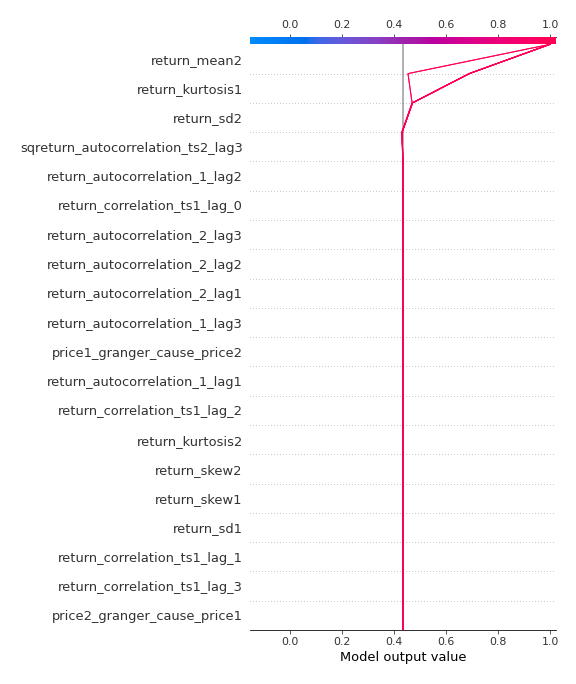 0.0 0.2 0.4 0.6 0.8 1.0
return_mean2
return_kurtosis1
return_sd2
sqreturn_autocorrelation_ts2_lag3
return_autocorrelation_1_lag2
return_correlation_ts1_lag_0
return_autocorrelation_2_lag3
return_autocorrelation_2_lag2
return_autocorrelation_2_lag1
return_autocorrelation_1_lag3
price1_granger_cause_price2
return_autocorrelation_1_lag1
return_correlation_ts1_lag_2
return_kurtosis2
return_skew2
return_skew1
return_sd1
return_correlation_ts1_lag_1
return_correlation_ts1_lag_3
price2_granger_cause_price1
0.0 0.2 0.4 0.6 0.8 1.0
Model output value